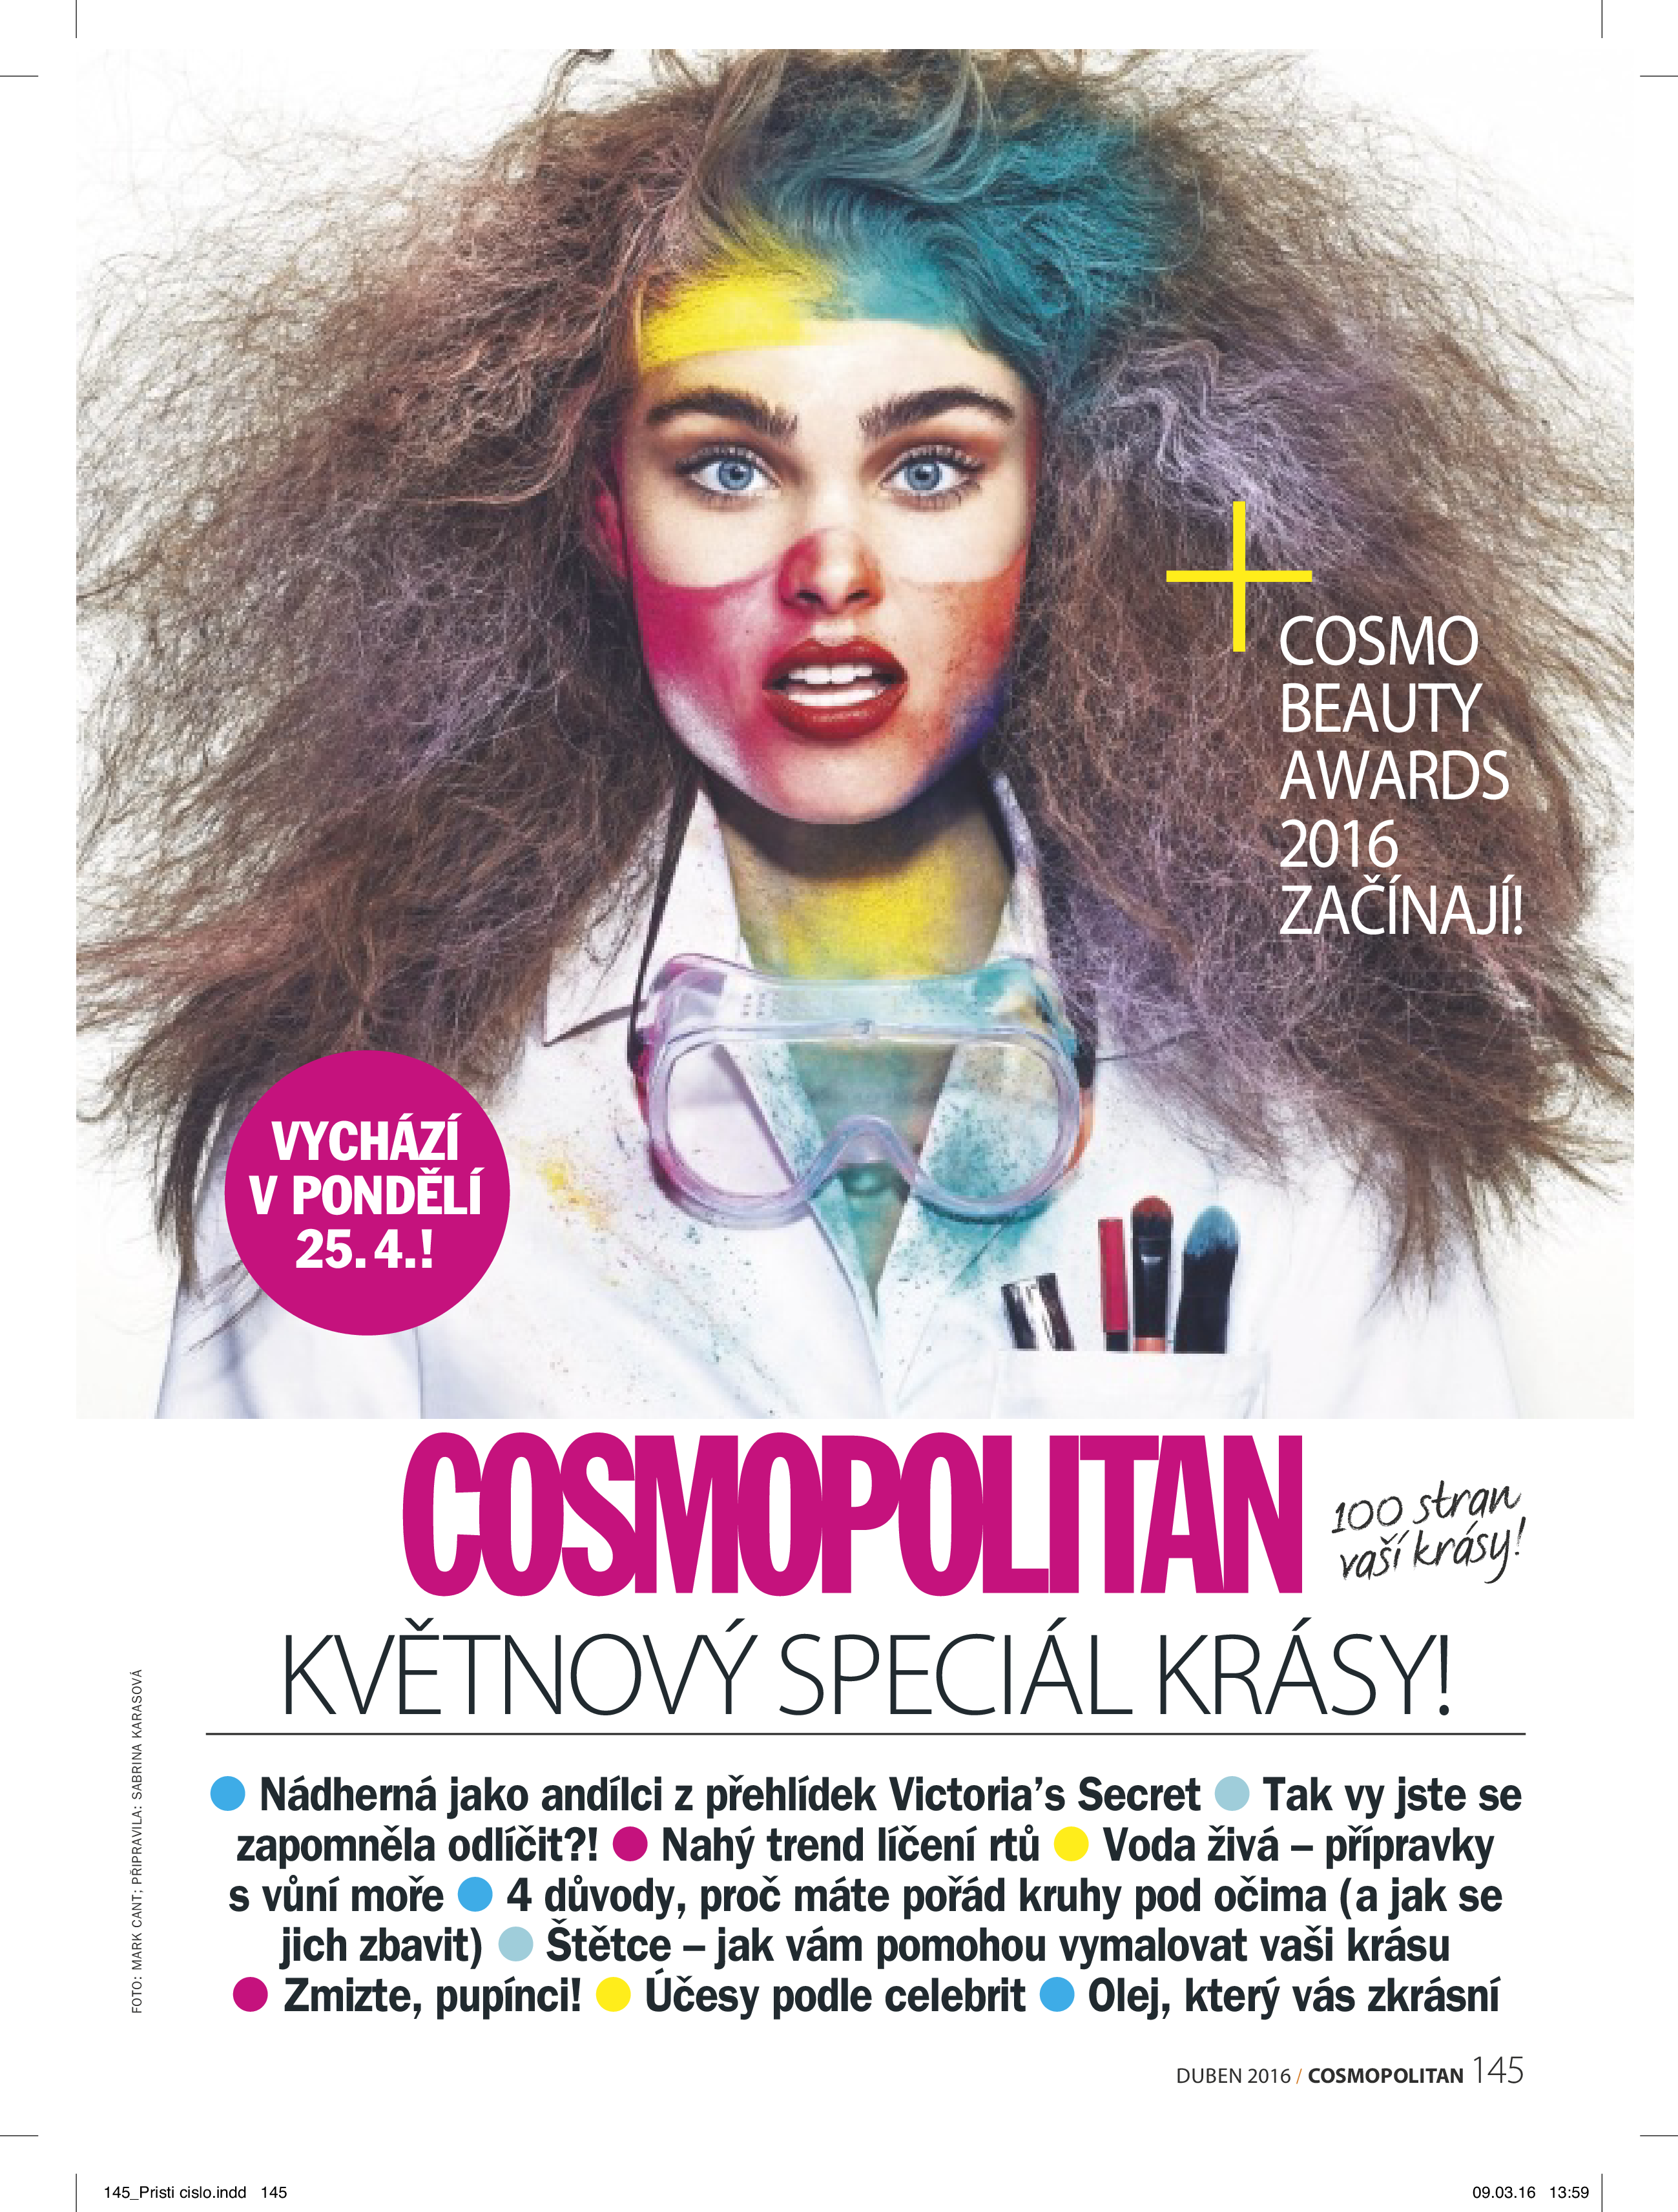 COSMO
BEAUTY
AWARDS
2016
ZAČÍNAJÍ!
VYCHÁZÍ
V PONDĚLÍ
25. 4.!
COSMOPOLITAN
100 stran
vaší krásy!
KVĚTNOVÝ SPECIÁL KRÁSY!
Nádherná jako andílci z přehlídek Victoria’s Secret ● Tak vy jste se
zapomněla odlíčit?! ● Nahý trend líčení rtů ● Voda živá – přípravky
s vůní moře ● 4 důvody, proč máte pořád kruhy pod očima (a jak se
jich zbavit) ● Štětce – jak vám pomohou vymalovat vaši krásu
● Zmizte, pupínci! ● Účesy podle celebrit ● Olej, který vás zkrásní
FOTO: MARK CANT; PŘIPRAVILA: SABRINA KARASOVÁ
DUBEN 2016 / COSMOPOLITAN 145
145_Pristi cislo.indd 145
09.03.16 13:59